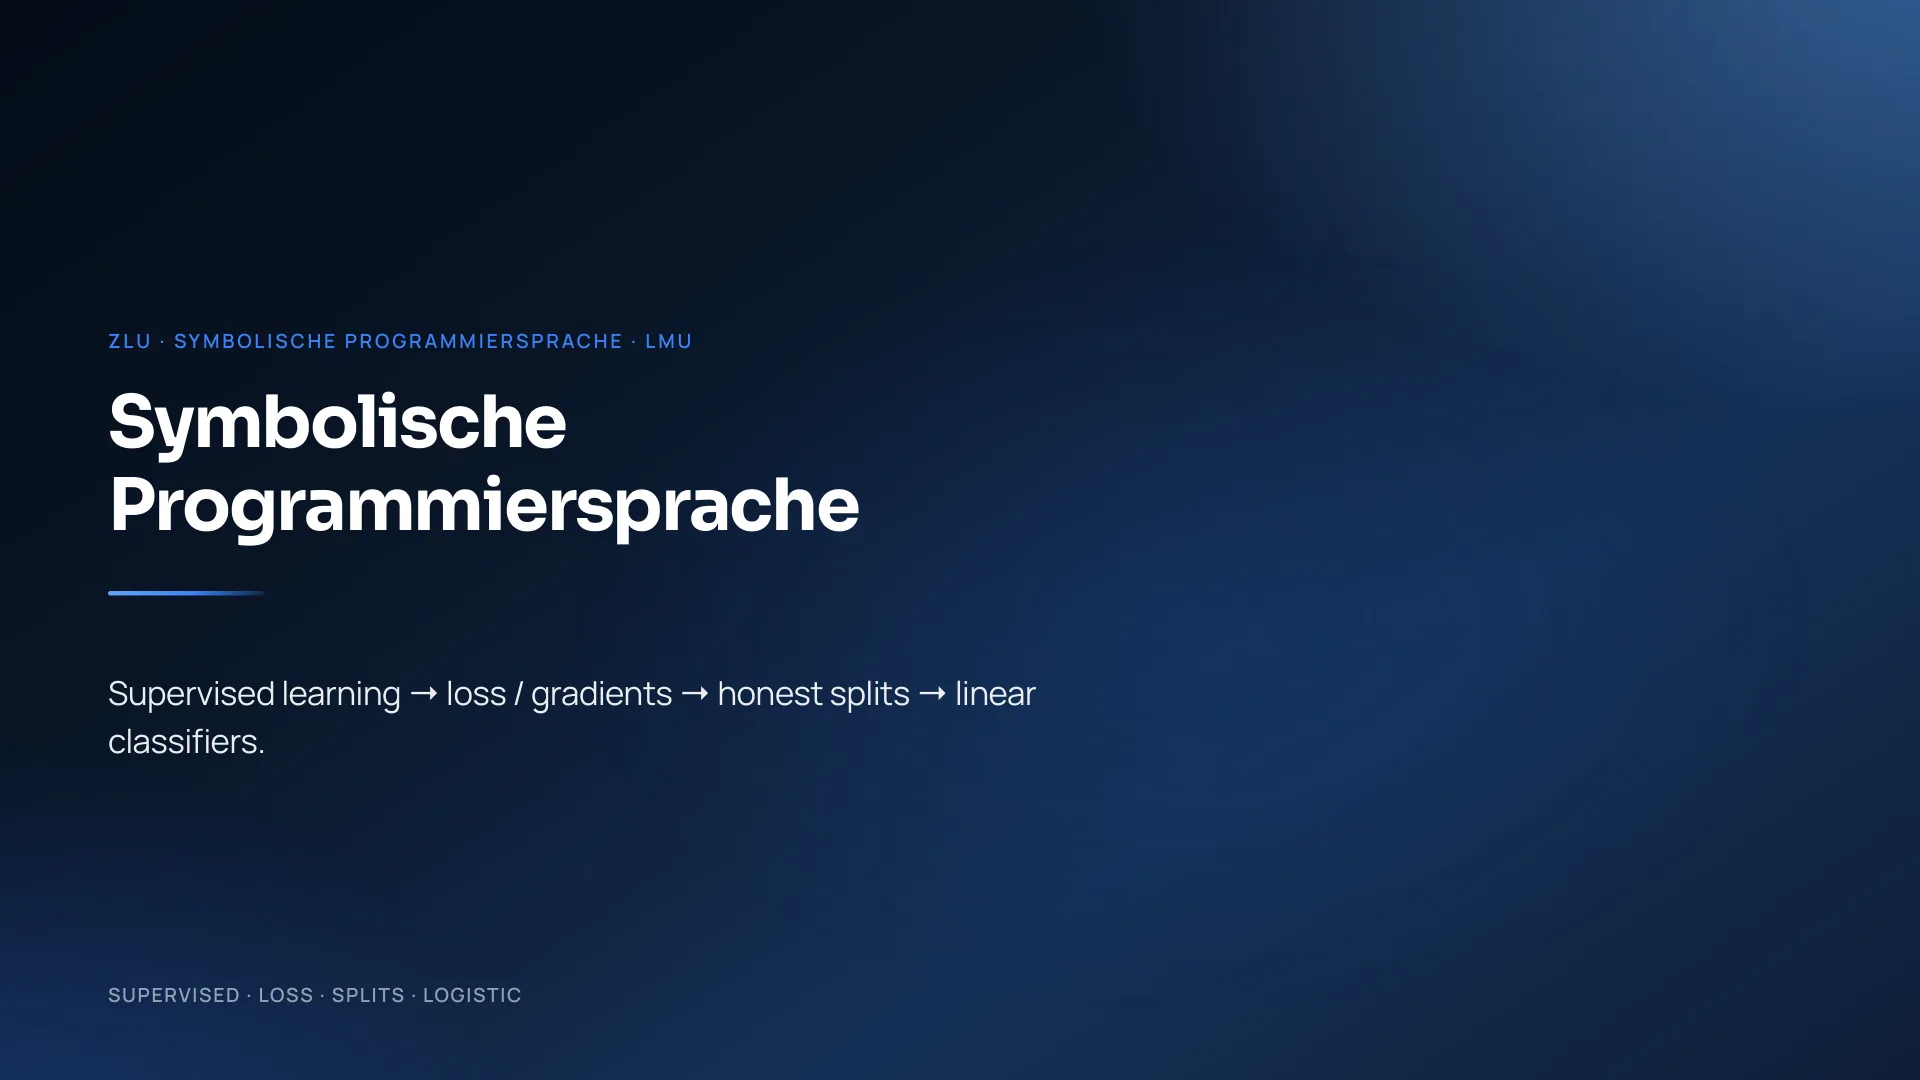 ZLU · SYMBOLISCHE PROGRAMMIERSPRACHE · LMU
Symbolische
Programmiersprache
Supervised learning → loss / gradients → honest splits → linear
classifiers.
SUPERVISED · LOSS · SPLITS · LOGISTIC